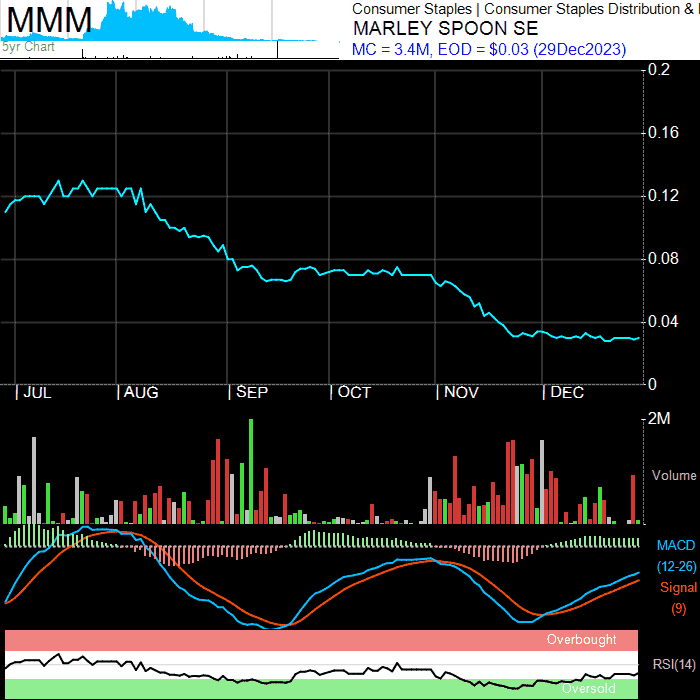 MMM
5yr Chart
Consumer Staples | Consumer Staples Distribution &
MARLEY SPOON SE
MC = 3.4M, EOD = $0.03 (29Dec2023)
0.2
0.16
0.12
0.08
0.04
0
| JUL | AUG | SEP | OCT | NOV | DEC
2M
Volume
MACD
(12-26)
Signal
(9)
Overbought
RSI(14)
Oversold